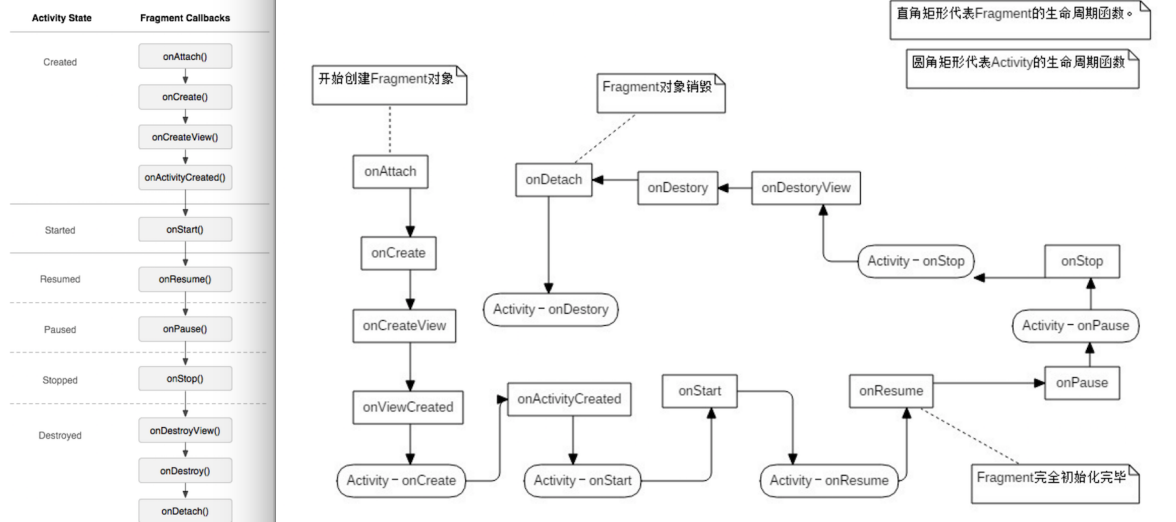 Activity State
Fragment Callbacks
Created
onAttach()
onCreate()
onCreateView()
onActivityCreated()
Started
onStart()
Resumed
onResume()
Paused
onPause()
Stopped
onStop()
Destroyed
onDestroyView()
onDestroy()
onDetach()
直角矩形代表Fragment的生命周期函数。
圆角矩形代表Activity的生命周期函数
开始创建Fragment对象
Fragment对象销毁
onAttach
onDetach
onDestory
onDestoryView
onCreate
Activity-onStop
onStop
onCreateView
Activity-onDestory
Activity-onPause
onViewCreated
onActivityCreated
onStart
onResume
onPause
Activity-onCreate
Activity-onStart
Activity-onResume
Fragment完全初始化完毕